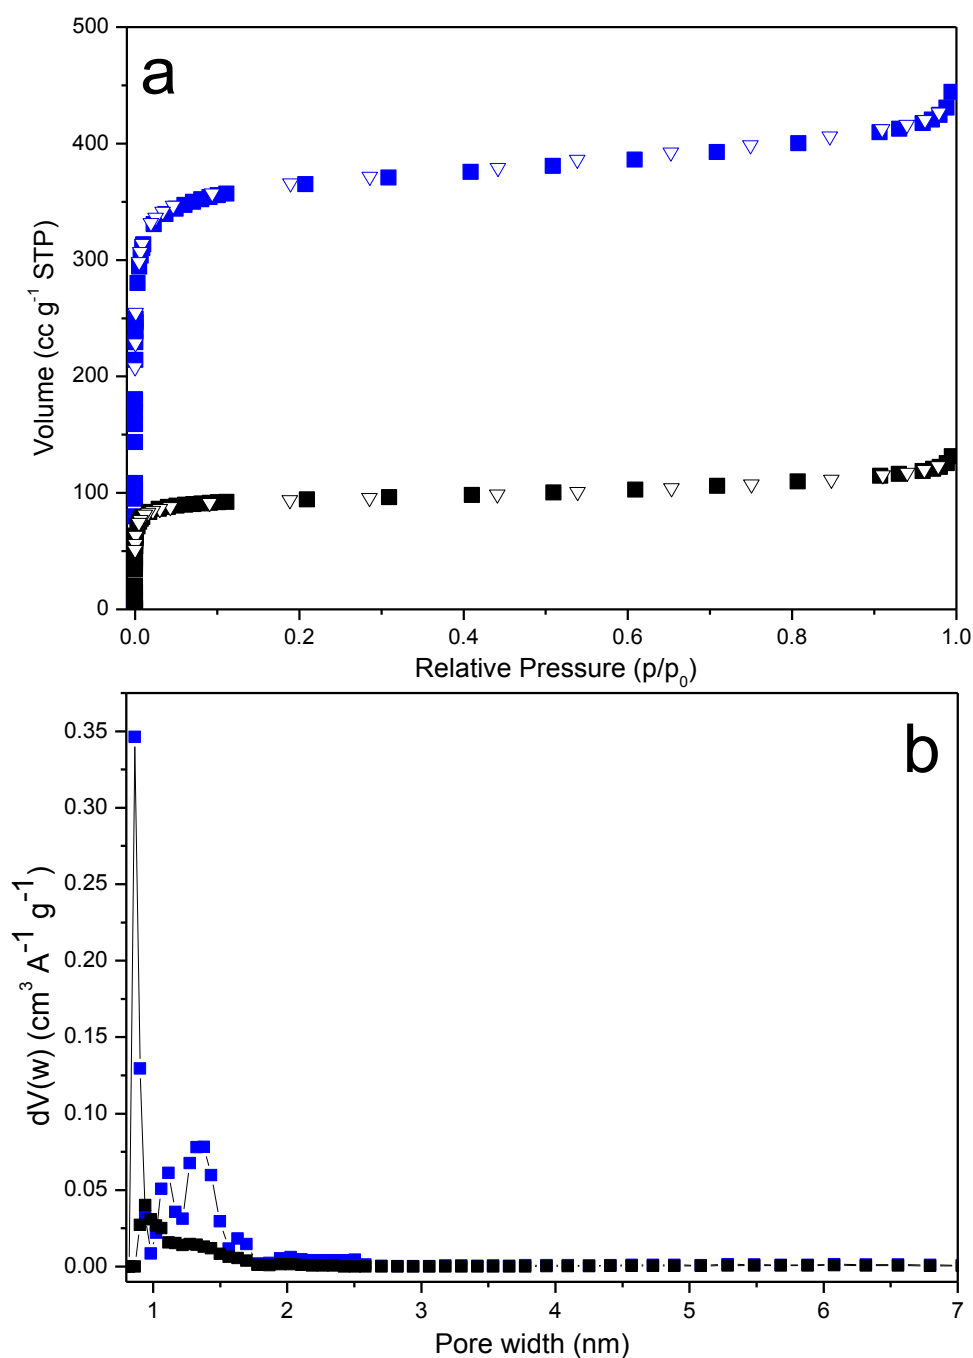 a
500
400
300
200
100
0
Volume (cc g⁻¹ STP)
0.0 0.2 0.4 0.6 0.8 1.0
Relative Pressure (p/p₀)
b
0.35
0.30
0.25
0.20
0.15
0.10
0.05
0.00
dV(w) (cm³ A⁻¹ g⁻¹)
1 2 3 4 5 6 7
Pore width (nm)